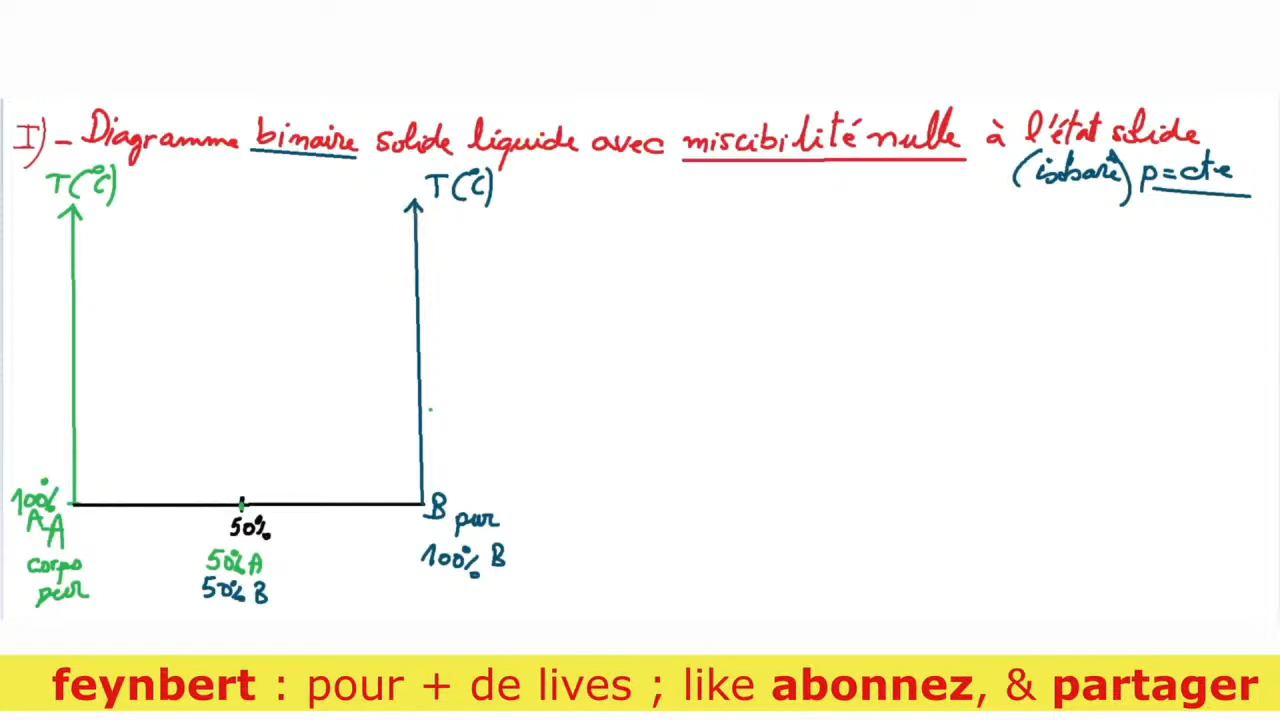 I)- Diagramme binaire solide liquide avec miscibilité nulle à l'état solide
(isobare) p=cte
T(°C)
T(°C)
100%
A A
corps
pur
50%
50% A
50% B
B pur
100% B
feynbert : pour + de lives ; like abonnez, & partager